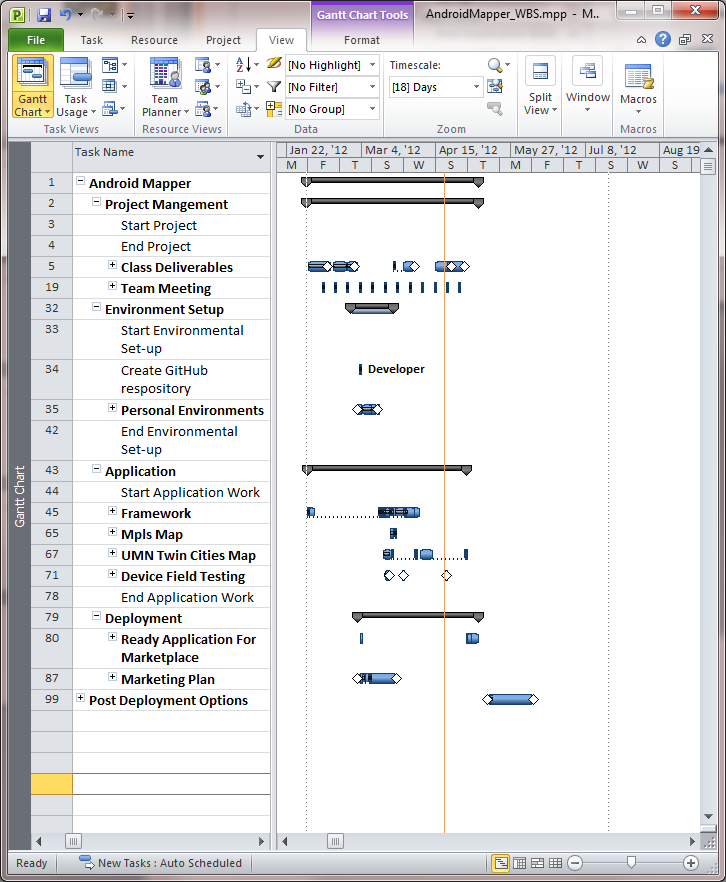 Gantt Chart Tools
AndroidMapper_WBS.mpp - M..
File Task Resource Project View Format
Gantt Chart
Task Usage
Task Views
Team Planner
Resource Views
[No Highlight]
[No Filter]
[No Group]
Data
Timescale:
[18] Days
Zoom
Split View
Window
Macros
Macros
Task Name
Jan 22, '12 Mar 4, '12 Apr 15, '12 May 27, '12 Jul 8, '12 Aug 19
M F T S W S T M F T S W S
1 Android Mapper
2 Project Mangement
3 Start Project
4 End Project
5 Class Deliverables
19 Team Meeting
32 Environment Setup
33 Start Environmental
Set-up
34 Create GitHub
respository
Developer
35 Personal Environments
42 End Environmental
Set-up
43 Application
44 Start Application Work
45 Framework
65 Mpls Map
67 UMN Twin Cities Map
71 Device Field Testing
78 End Application Work
79 Deployment
80 Ready Application For
Marketplace
87 Marketing Plan
99 Post Deployment Options
Gantt Chart
Ready New Tasks : Auto Scheduled